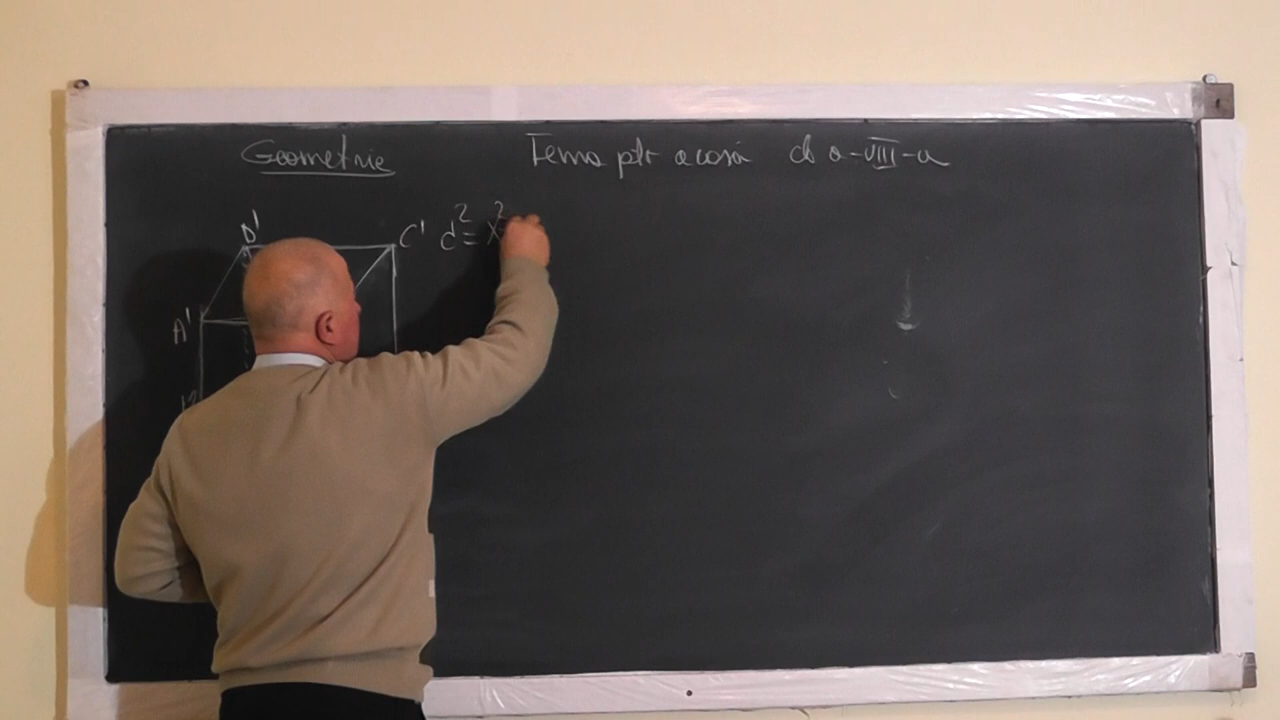 Geometrie
Tema ptr acasă cls a-VIII-a
D'
C' d² = x²
A'